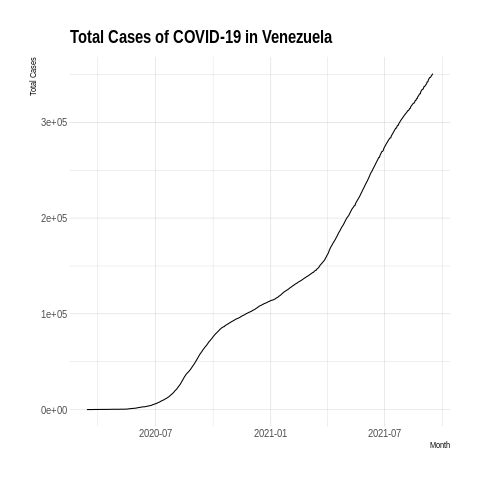 Total Cases of COVID-19 in Venezuela
Total Cases
3e+05
2e+05
1e+05
0e+00
2020-07 2021-01 2021-07
Month